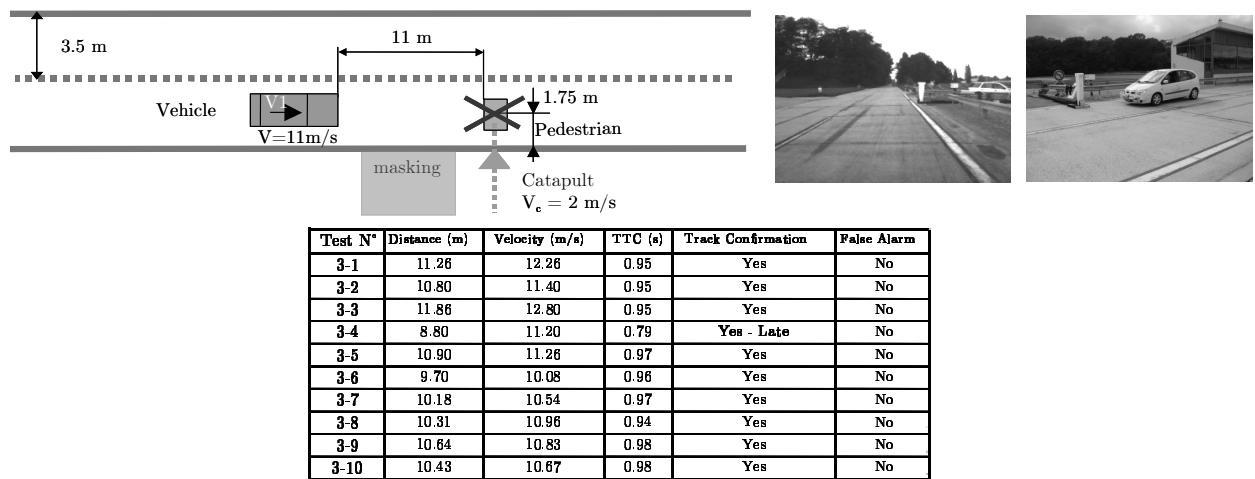 3.5 m
11 m
Vehicle
V1
V=11m/s
1.75 m
Pedestrian
masking
Catapult
Vc = 2 m/s
Test N° Distance (m) Velocity (m/s) TTC (s) Track Confirmation False Alarm
3-1 11.26 12.26 0.95 Yes No
3-2 10.80 11.40 0.95 Yes No
3-3 11.86 12.80 0.95 Yes No
3-4 8.80 11.20 0.79 Yes - Late No
3-5 10.90 11.26 0.97 Yes No
3-6 9.70 10.08 0.96 Yes No
3-7 10.18 10.54 0.97 Yes No
3-8 10.31 10.96 0.94 Yes No
3-9 10.64 10.83 0.98 Yes No
3-10 10.43 10.67 0.98 Yes No